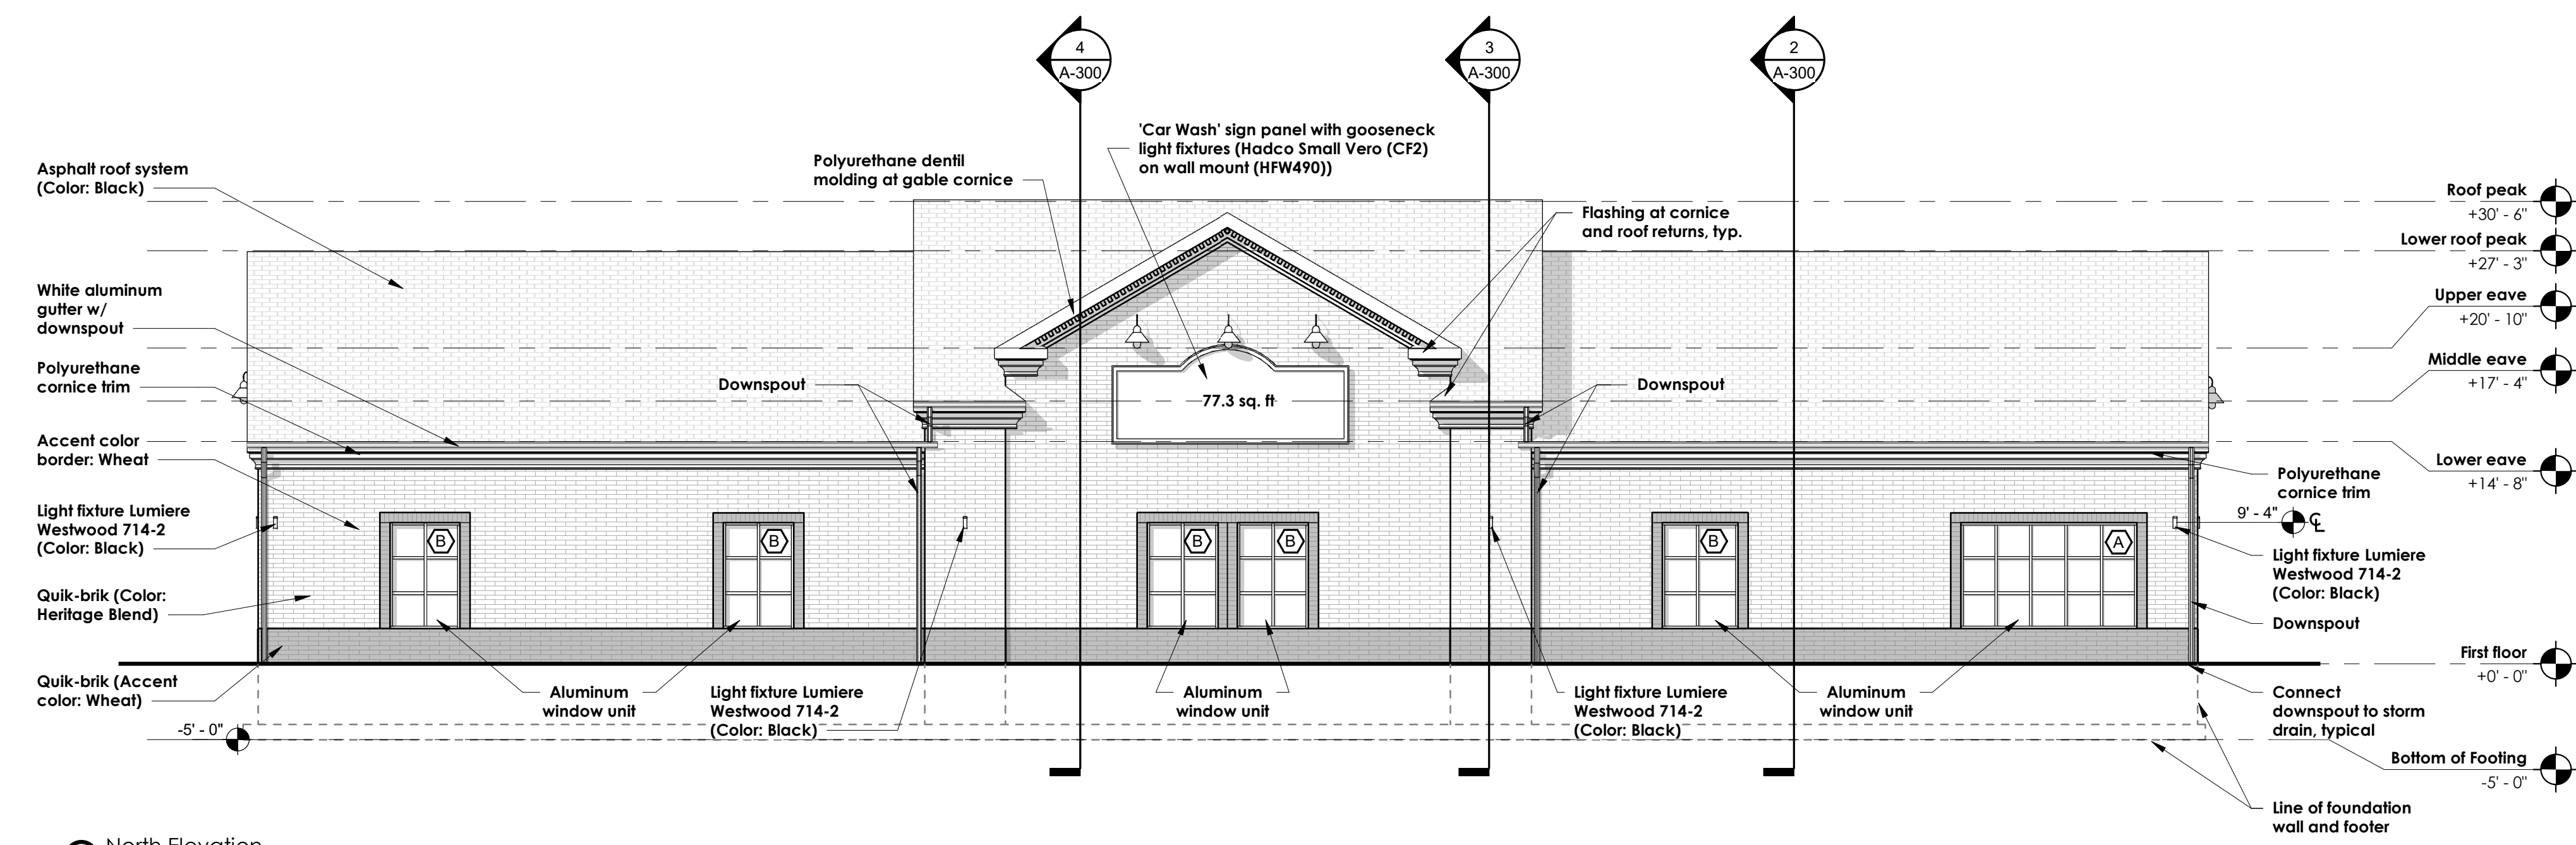 4
A-300
3
A-300
2
A-300
'Car Wash' sign panel with gooseneck
light fixtures (Hadco Small Vero (CF2)
on wall mount (HFW490))
Polyurethane dentil
molding at gable cornice
Asphalt roof system
(Color: Black)
Flashing at cornice
and roof returns, typ.
Roof peak
+30' - 6"
Lower roof peak
+27' - 3"
White aluminum
gutter w/
downspout
Upper eave
+20' - 10"
Polyurethane
cornice trim
Downspout
77.3 sq. ft
Downspout
Middle eave
+17' - 4"
Accent color
border: Wheat
Lower eave
+14' - 8"
Polyurethane
cornice trim
Light fixture Lumiere
Westwood 714-2
(Color: Black)
9' - 4"
B
B
B
B
B
A
Light fixture Lumiere
Westwood 714-2
(Color: Black)
Quik-brik (Color:
Heritage Blend)
Downspout
First floor
+0' - 0"
Quik-brik (Accent
color: Wheat)
Aluminum
window unit
Light fixture Lumiere
Westwood 714-2
(Color: Black)
Aluminum
window unit
Light fixture Lumiere
Westwood 714-2
(Color: Black)
Aluminum
window unit
Connect
downspout to storm
drain, typical
-5' - 0"
Bottom of Footing
-5' - 0"
Line of foundation
wall and footer
North Elevation